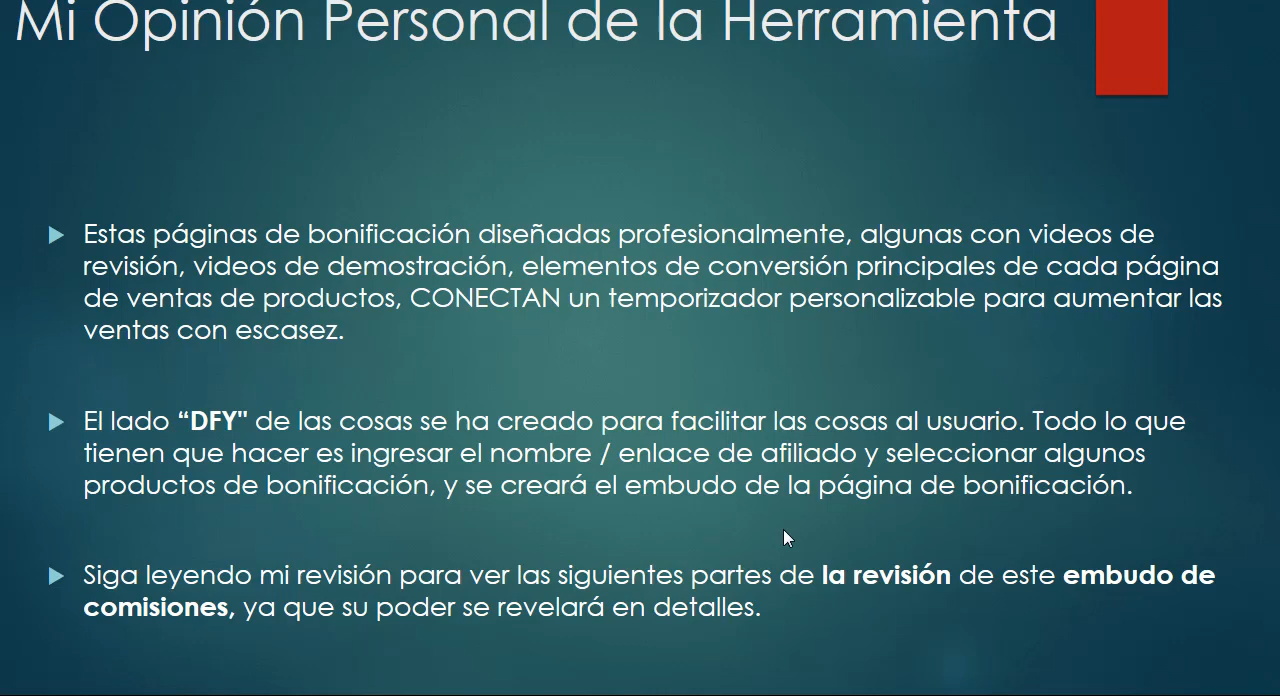 Mi Opinión Personal de la Herramienta
Estas páginas de bonificación diseñadas profesionalmente, algunas con videos de
revisión, videos de demostración, elementos de conversión principales de cada página
de ventas de productos, CONECTAN un temporizador personalizable para aumentar las
ventas con escasez.
El lado “DFY" de las cosas se ha creado para facilitar las cosas al usuario. Todo lo que
tienen que hacer es ingresar el nombre / enlace de afiliado y seleccionar algunos
productos de bonificación, y se creará el embudo de la página de bonificación.
Siga leyendo mi revisión para ver las siguientes partes de la revisión de este embudo de
comisiones, ya que su poder se revelará en detalles.